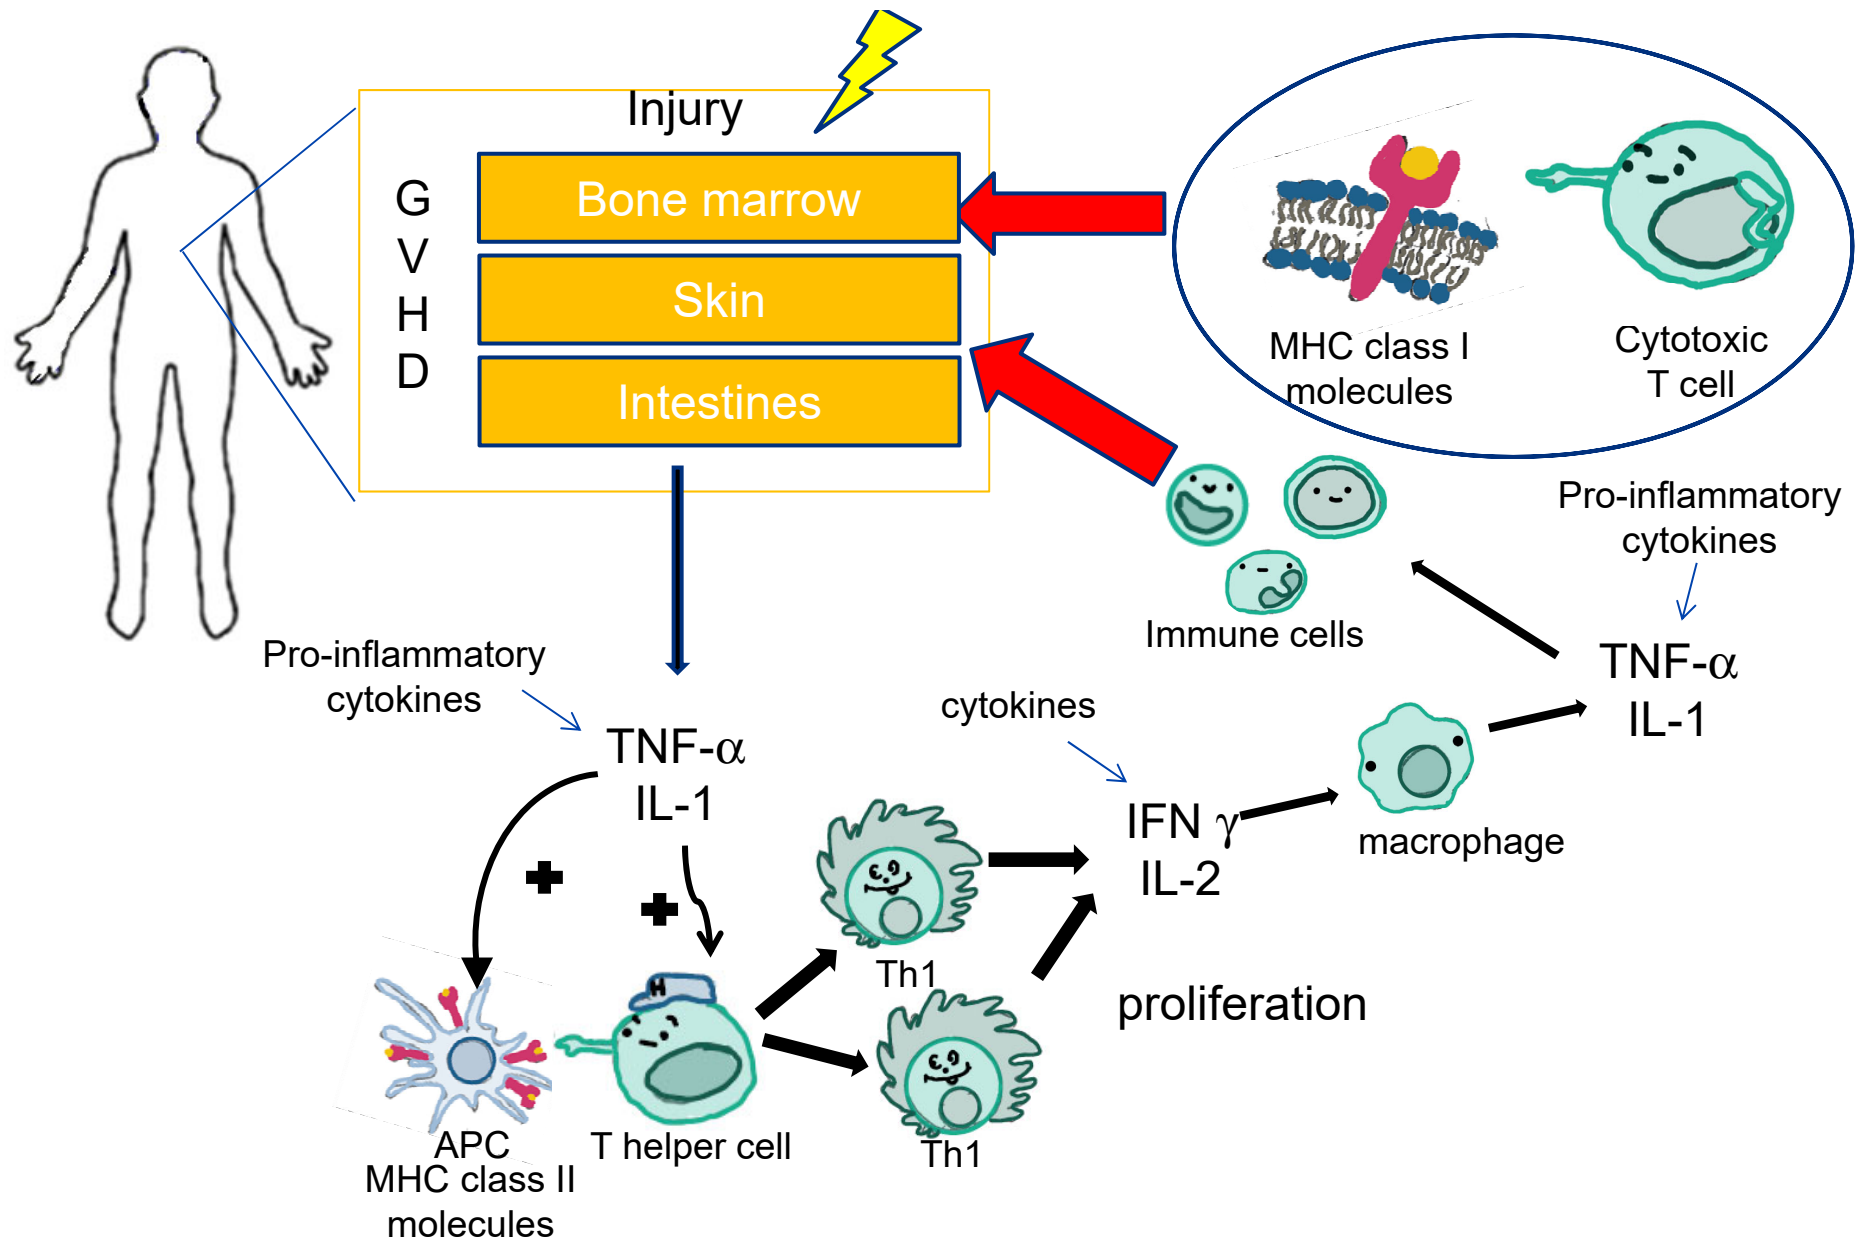 Injury
G
V
H
D
Bone marrow
Skin
Intestines
MHC class I
molecules
Cytotoxic
T cell
Immune cells
Pro-inflammatory
cytokines
TNF-α
IL-1
Pro-inflammatory
cytokines
TNF-α
IL-1
cytokines
IFN γ
IL-2
macrophage
Th1
Th1
proliferation
H
APC
MHC class II
molecules
T helper cell